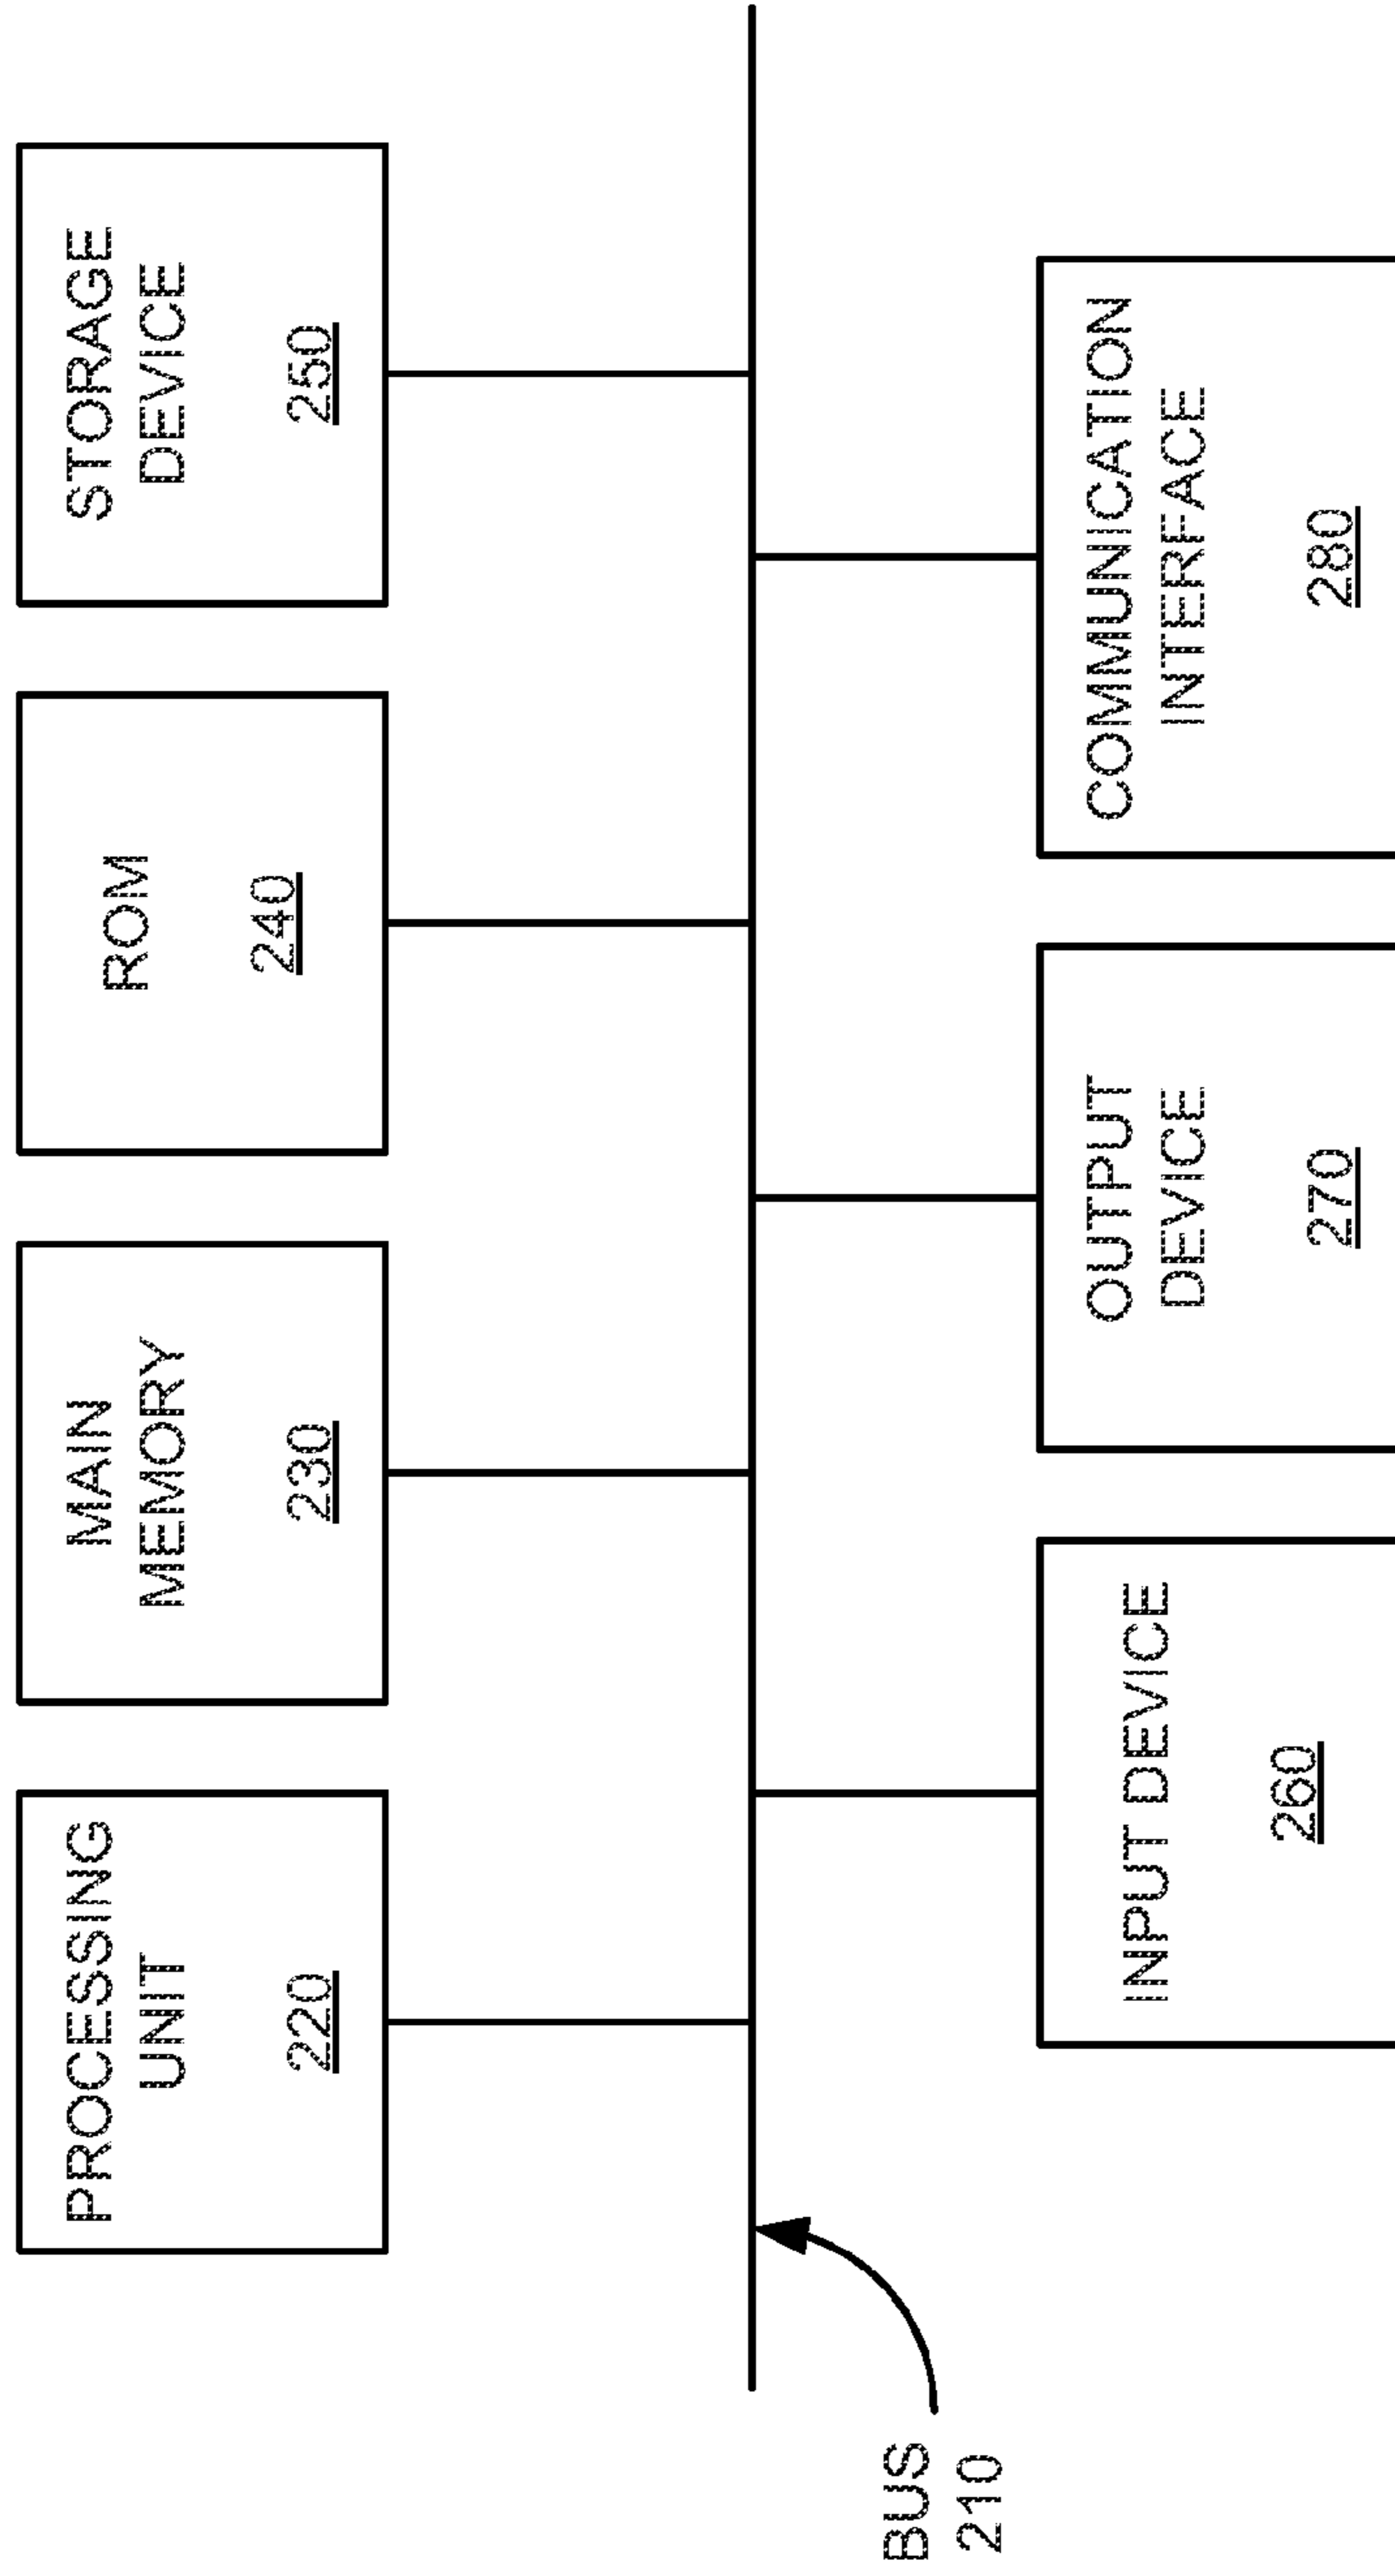 PROCESSING
UNIT
220
MAIN
MEMORY
230
ROM
240
STORAGE
DEVICE
250
BUS
210
INPUT DEVICE
260
OUTPUT
DEVICE
270
COMMUNICATION
INTERFACE
280